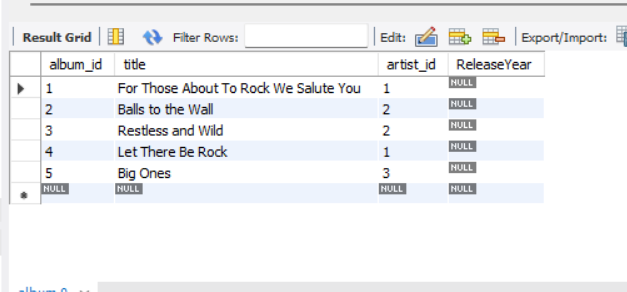 Result Grid Filter Rows: Edit: Export/Import:
album_id title artist_id ReleaseYear
1 For Those About To Rock We Salute You 1 NULL
2 Balls to the Wall 2 NULL
3 Restless and Wild 2 NULL
4 Let There Be Rock 1 NULL
5 Big Ones 3 NULL
NULL NULL NULL NULL